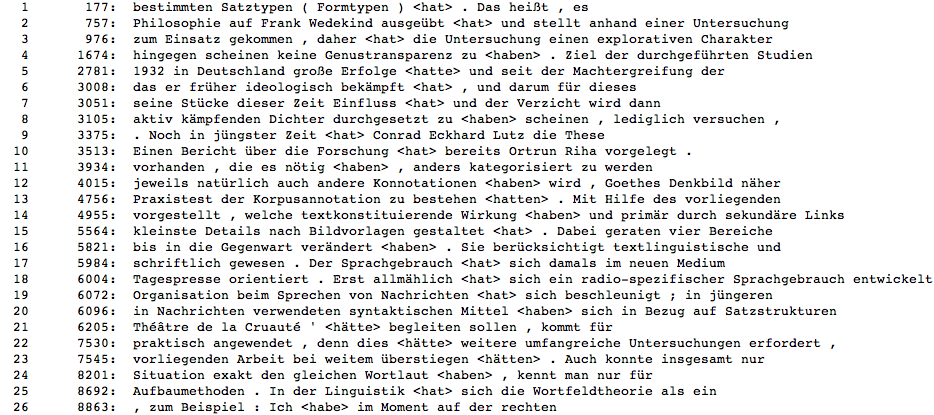 1 177: bestimmten Satztypen ( Formtypen ) <hat> . Das heißt , es
2 757: Philosophie auf Frank Wedekind ausgeübt <hat> und stellt anhand einer Untersuchung
3 976: zum Einsatz gekommen , daher <hat> die Untersuchung einen explorativen Charakter
4 1674: hingegen scheinen keine Genustransparenz zu <haben> . Ziel der durchgeführten Studien
5 2781: 1932 in Deutschland große Erfolge <hatte> und seit der Machtergreifung der
6 3008: das er früher ideologisch bekämpft <hat> , und darum für dieses
7 3051: seine Stücke dieser Zeit Einfluss <hat> und der Verzicht wird dann
8 3105: aktiv kämpfenden Dichter durchgesetzt zu <haben> scheinen , lediglich versuchen ,
9 3375: . Noch in jüngster Zeit <hat> Conrad Eckhard Lutz die These
10 3513: Einen Bericht über die Forschung <hat> bereits Ortrun Riha vorgelegt .
11 3934: vorhanden , die es nötig <haben> , anders kategorisiert zu werden
12 4015: jeweils natürlich auch andere Konnotationen <haben> wird , Goethes Denkbild näher
13 4756: Praxistest der Korpusannotation zu bestehen <hatten> . Mit Hilfe des vorliegenden
14 4955: vorgestellt , welche textkonstituierende Wirkung <haben> und primär durch sekundäre Links
15 5564: kleinste Details nach Bildvorlagen gestaltet <hat> . Dabei geraten vier Bereiche
16 5821: bis in die Gegenwart verändert <haben> . Sie berücksichtigt textlinguistische und
17 5984: schriftlich gewesen . Der Sprachgebrauch <hat> sich damals im neuen Medium
18 6004: Tagespresse orientiert . Erst allmählich <hat> sich ein radio-spezifischer Sprachgebrauch entwickelt
19 6072: Organisation beim Sprechen von Nachrichten <hat> sich beschleunigt ; in jüngeren
20 6096: in Nachrichten verwendeten syntaktischen Mittel <haben> sich in Bezug auf Satzstrukturen
21 6205: Théâtre de la Cruauté ' <hätte> begleiten sollen , kommt für
22 7530: praktisch angewendet , denn dies <hätte> weitere umfangreiche Untersuchungen erfordert ,
23 7545: vorliegenden Arbeit bei weitem überstiegen <hätten> . Auch konnte insgesamt nur
24 8201: Situation exakt den gleichen Wortlaut <haben> , kennt man nur für
25 8692: Aufbaumethoden . In der Linguistik <hat> sich die Wortfeldtheorie als ein
26 8863: , zum Beispiel : Ich <habe> im Moment auf der rechten